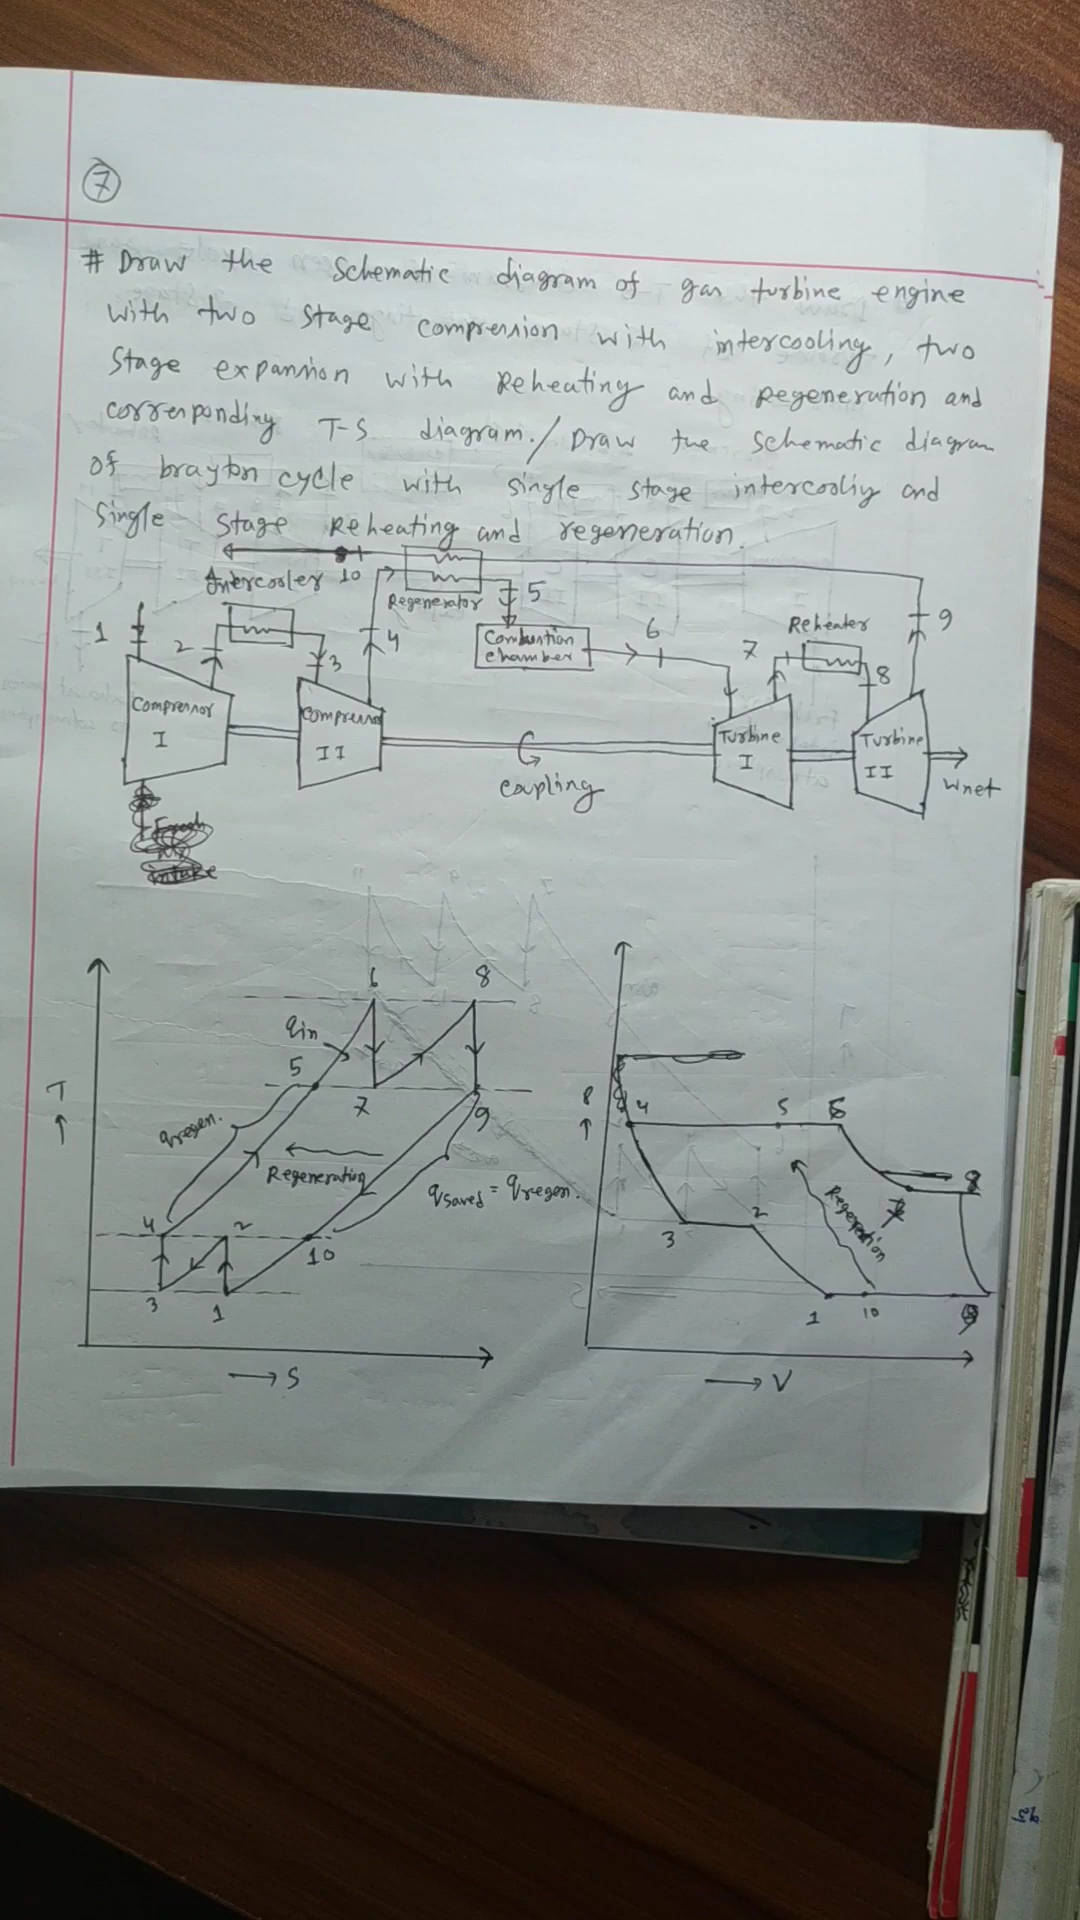 7
# Draw the schematic diagram of gas turbine engine
with two stage compression with intercooling, two
stage expansion with Reheating and Regeneration and
corresponding T-S diagram./ Draw the schematic diagram
of brayton cycle with single stage intercooliy and
single stage Reheating and regeneration.
Intercooler 10
Regenerator 5
1 2 3 4
Combustion
chamber
6 7 Reheater 8 9
Compressor
I
Compressor
II
Turbine
I
Turbine
II
Wnet
coupling
6 8
qin
5
7 9
qregen.
Regeneration
qsaved = qregen.
4 2 10
3 1
T
→ S
P
4 5 6
7 8
Regeneration
3 2
1 10 9
→ V